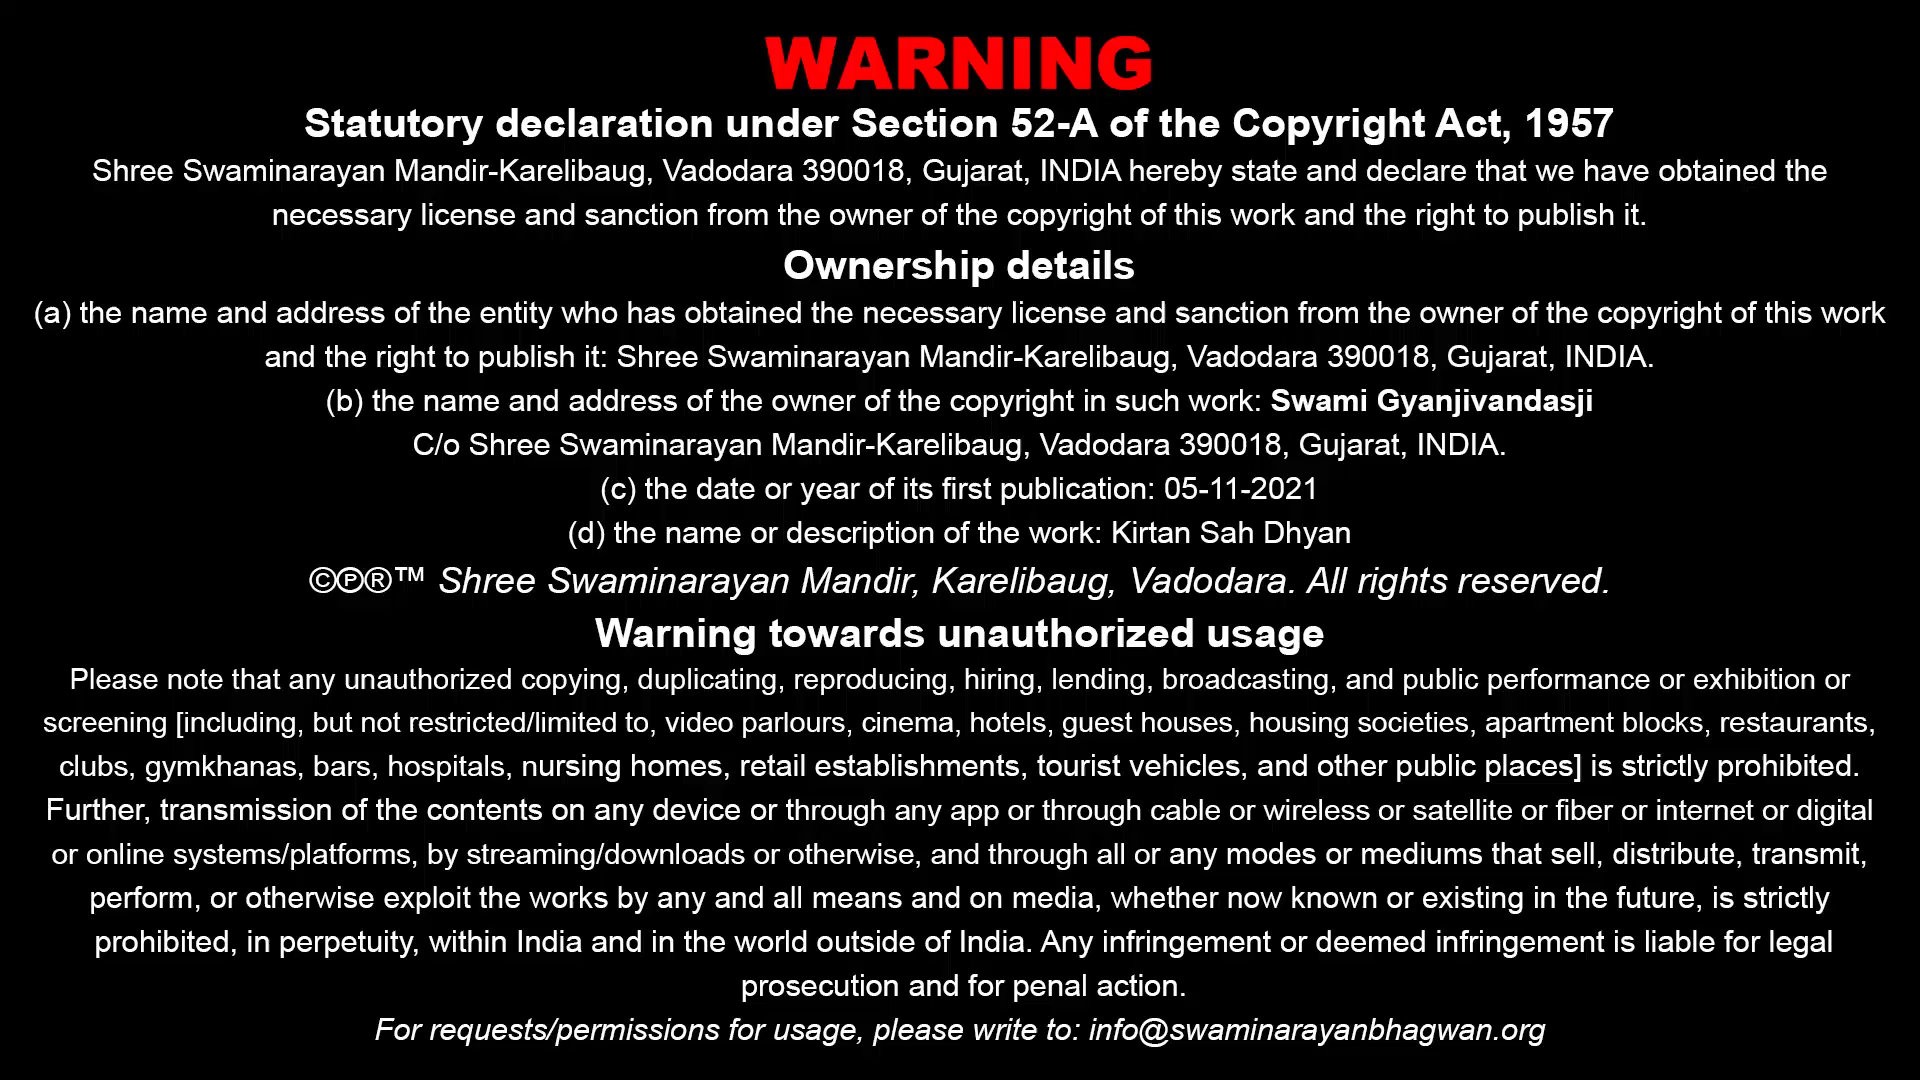 WARNING
Statutory declaration under Section 52-A of the Copyright Act, 1957
Shree Swaminarayan Mandir-Karelibaug, Vadodara 390018, Gujarat, INDIA hereby state and declare that we have obtained the
necessary license and sanction from the owner of the copyright of this work and the right to publish it.
Ownership details
(a) the name and address of the entity who has obtained the necessary license and sanction from the owner of the copyright of this work
and the right to publish it: Shree Swaminarayan Mandir-Karelibaug, Vadodara 390018, Gujarat, INDIA.
(b) the name and address of the owner of the copyright in such work: Swami Gyanjivandasji
C/o Shree Swaminarayan Mandir-Karelibaug, Vadodara 390018, Gujarat, INDIA.
(c) the date or year of its first publication: 05-11-2021
(d) the name or description of the work: Kirtan Sah Dhyan
©℗®™ Shree Swaminarayan Mandir, Karelibaug, Vadodara. All rights reserved.
Warning towards unauthorized usage
Please note that any unauthorized copying, duplicating, reproducing, hiring, lending, broadcasting, and public performance or exhibition or
screening [including, but not restricted/limited to, video parlours, cinema, hotels, guest houses, housing societies, apartment blocks, restaurants,
clubs, gymkhanas, bars, hospitals, nursing homes, retail establishments, tourist vehicles, and other public places] is strictly prohibited.
Further, transmission of the contents on any device or through any app or through cable or wireless or satellite or fiber or internet or digital
or online systems/platforms, by streaming/downloads or otherwise, and through all or any modes or mediums that sell, distribute, transmit,
perform, or otherwise exploit the works by any and all means and on media, whether now known or existing in the future, is strictly
prohibited, in perpetuity, within India and in the world outside of India. Any infringement or deemed infringement is liable for legal
prosecution and for penal action.
For requests/permissions for usage, please write to: info@swaminarayanbhagwan.org